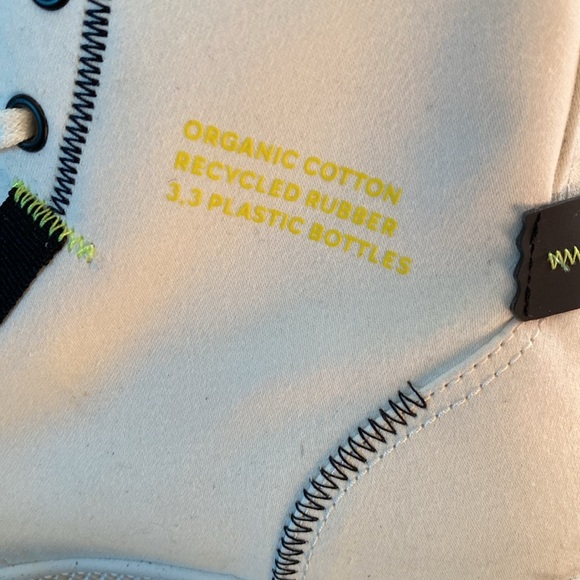 ORGANIC COTTON
RECYCLED RUBBER
3,3 PLASTIC BOTTLES